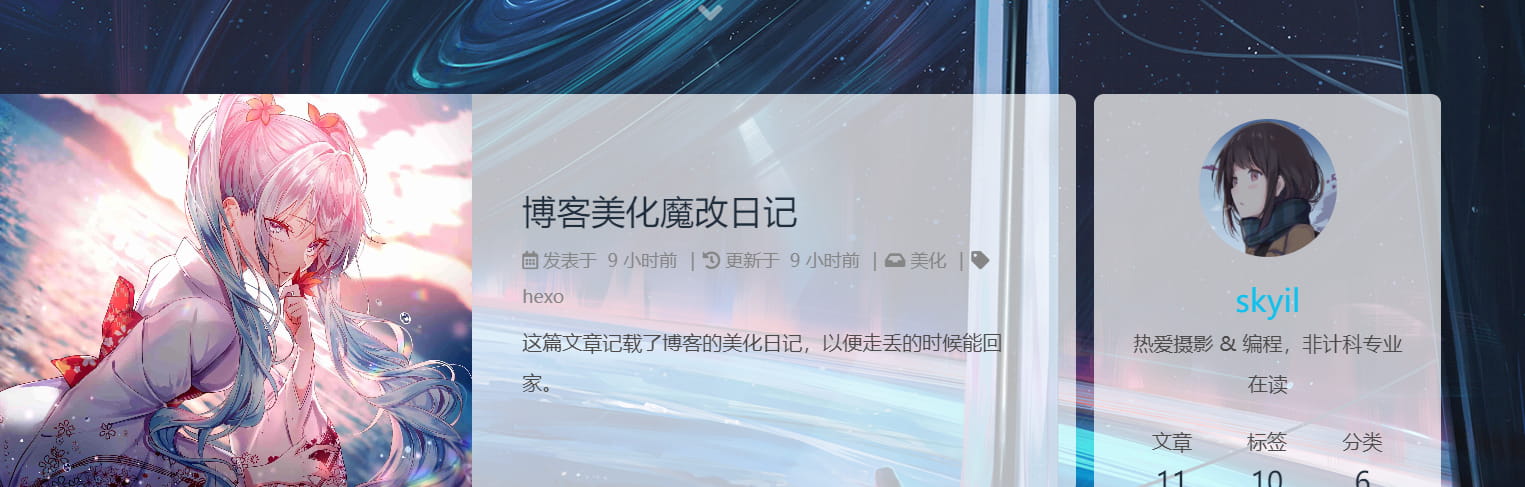 博客美化魔改日记
发表于 9 小时前 | 更新于 9 小时前 | 美化 |
hexo
这篇文章记载了博客的美化日记，以便走丢的时候能回
家。
skyil
热爱摄影 & 编程，非计科专业
在读
文章 标签 分类
11 10 6